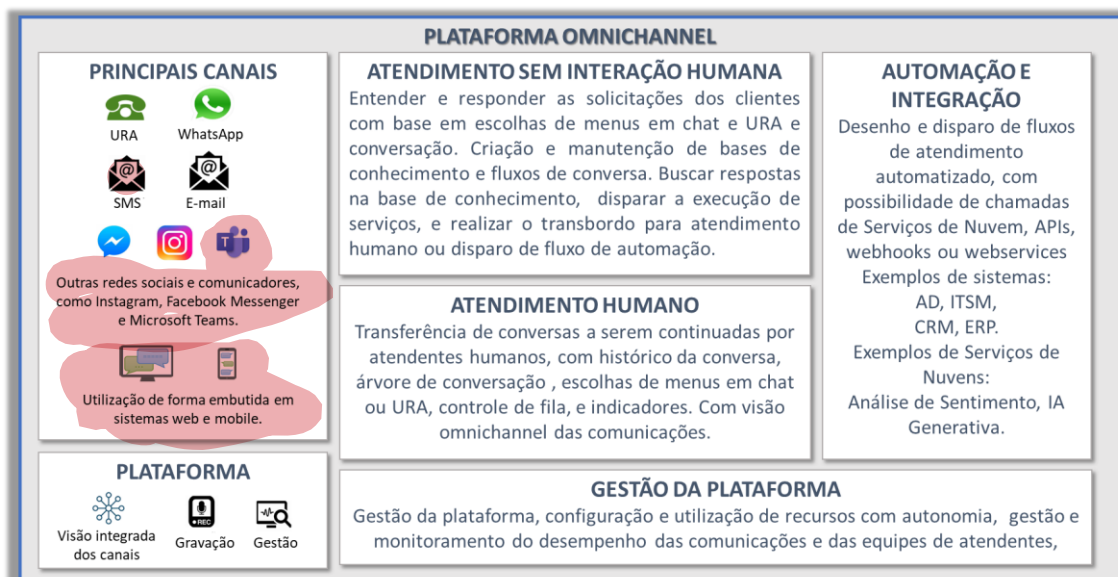 PLATAFORMA OMNICHANNEL
PRINCIPAIS CANAIS
URA
WhatsApp
@
@
SMS
E-mail
T
Outras redes sociais e comunicadores,
como Instagram, Facebook Messenger
e Microsoft Teams.
Utilização de forma embutida em
sistemas web e mobile.
PLATAFORMA
REC
Visão integrada
dos canais
Gravação
Gestão
ATENDIMENTO SEM INTERAÇÃO HUMANA
Entender e responder as solicitações dos clientes
com base em escolhas de menus em chat e URA e
conversação. Criação e manutenção de bases de
conhecimento e fluxos de conversa. Buscar respostas
na base de conhecimento, disparar a execução de
serviços, e realizar o transbordo para atendimento
humano ou disparo de fluxo de automação.
ATENDIMENTO HUMANO
Transferência de conversas a serem continuadas por
atendentes humanos, com histórico da conversa,
árvore de conversação , escolhas de menus em chat
ou URA, controle de fila, e indicadores. Com visão
omnichannel das comunicações.
AUTOMAÇÃO E
INTEGRAÇÃO
Desenho e disparo de fluxos
de atendimento
automatizado, com
possibilidade de chamadas
de Serviços de Nuvem, APIs,
webhooks ou webservices
Exemplos de sistemas:
AD, ITSM,
CRM, ERP.
Exemplos de Serviços de
Nuvens:
Análise de Sentimento, IA
Generativa.
GESTÃO DA PLATAFORMA
Gestão da plataforma, configuração e utilização de recursos com autonomia, gestão e
monitoramento do desempenho das comunicações e das equipes de atendentes,